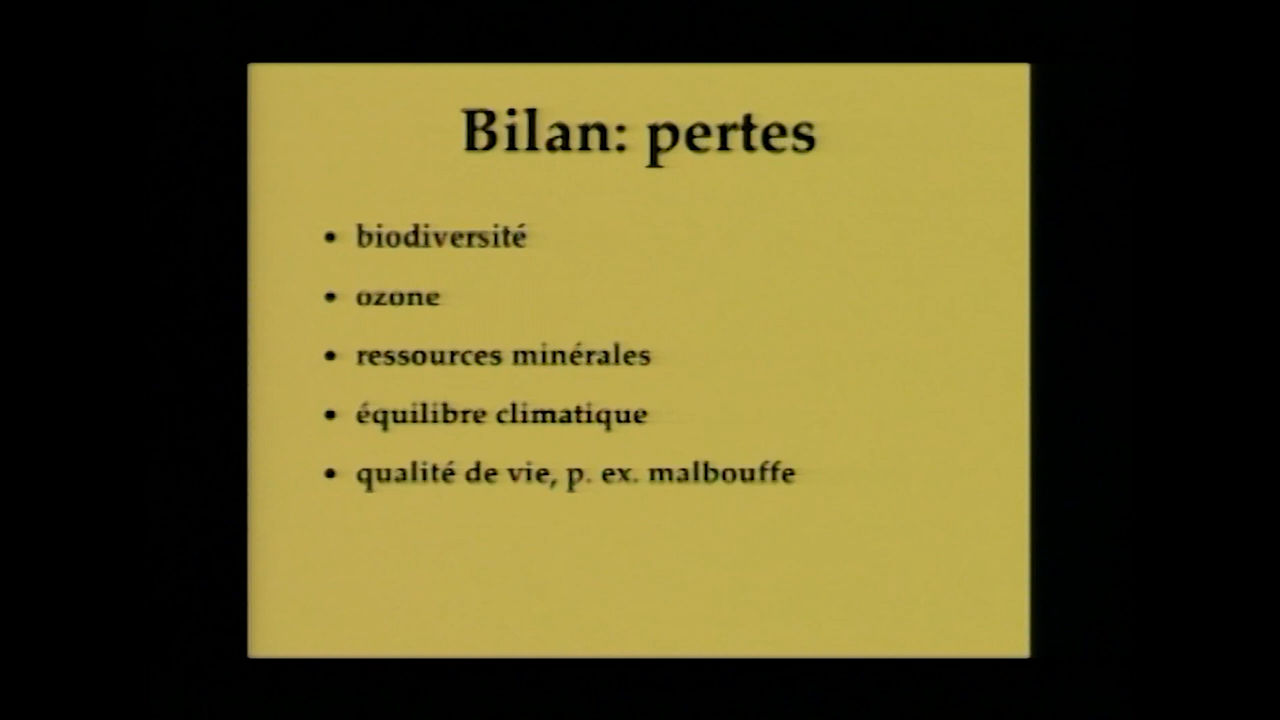 Bilan: pertes
• biodiversité
• ozone
• ressources minérales
• équilibre climatique
• qualité de vie, p. ex. malbouffe